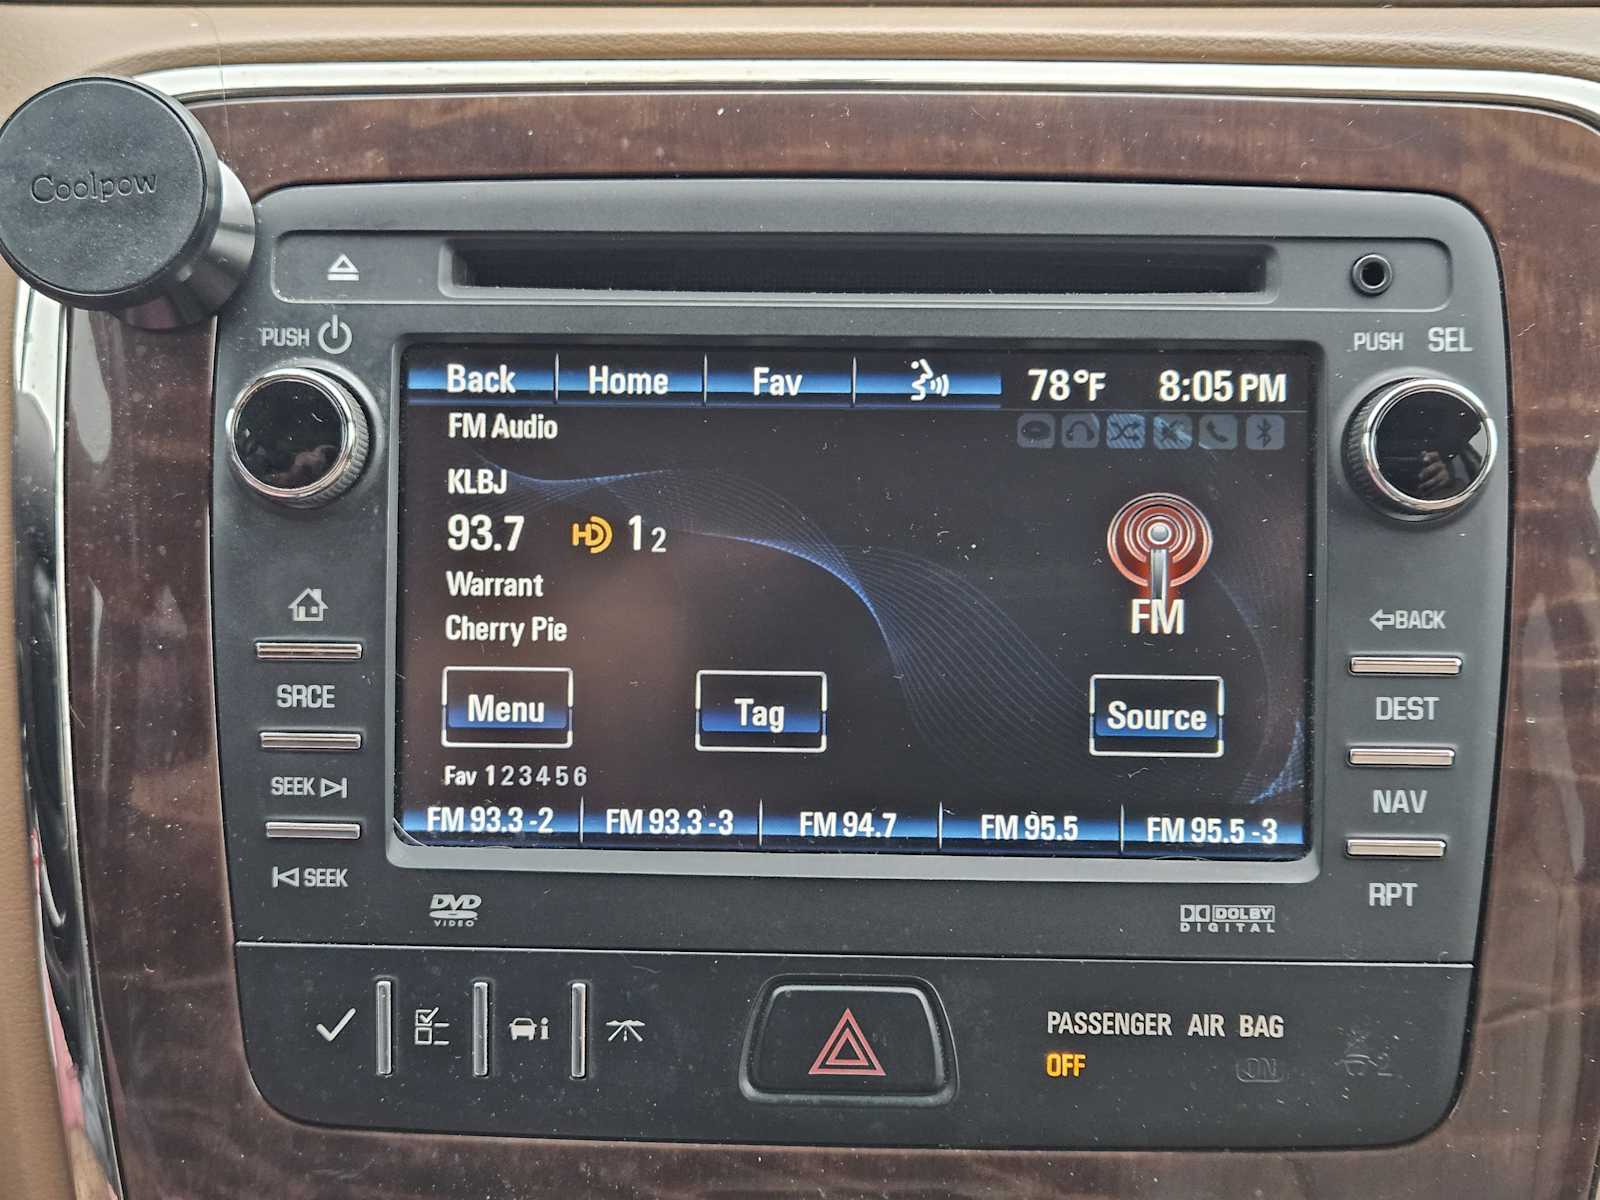 Coolpow
PUSH
PUSH SEL
Back Home Fav 78°F 8:05 PM
FM Audio
KLBJ
93.7 HD 1 2
Warrant
Cherry Pie
FM
Menu Tag Source
Fav 1 2 3 4 5 6
FM 93.3 -2 FM 93.3 -3 FM 94.7 FM 95.5 FM 95.5 -3
SRCE
SEEK
SEEK
BACK
DEST
NAV
RPT
DVD
VIDEO
DOLBY
DIGITAL
PASSENGER AIR BAG
OFF ON 2